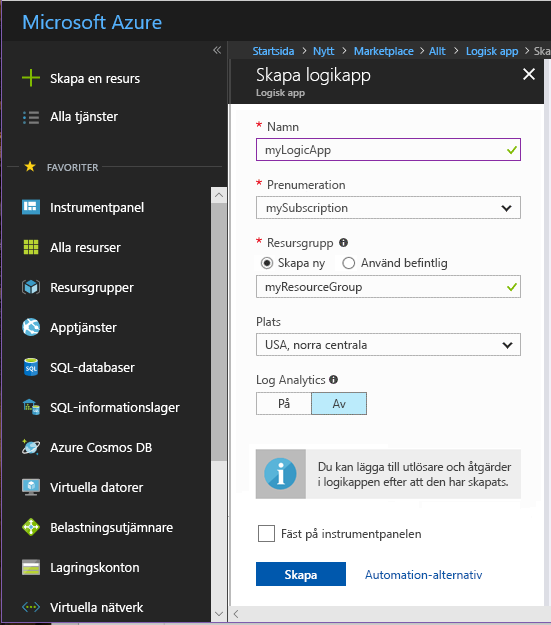 Microsoft Azure
Startsida > Nytt > Marketplace > Allt > Logisk app > Ska
Skapa en resurs
Alla tjänster
FAVORITER
Instrumentpanel
Alla resurser
Resursgrupper
Apptjänster
SQL-databaser
SQL-informationslager
Azure Cosmos DB
Virtuella datorer
Belastningsutjämnare
Lagringskonton
Virtuella nätverk
Skapa logikapp
Logisk app
* Namn
myLogicApp
* Prenumeration
mySubscription
* Resursgrupp
Skapa ny Använd befintlig
myResourceGroup
Plats
USA, norra centrala
Log Analytics
På Av
Du kan lägga till utlösare och åtgärder
i logikappen efter att den har skapats.
Fäst på instrumentpanelen
Skapa Automation-alternativ